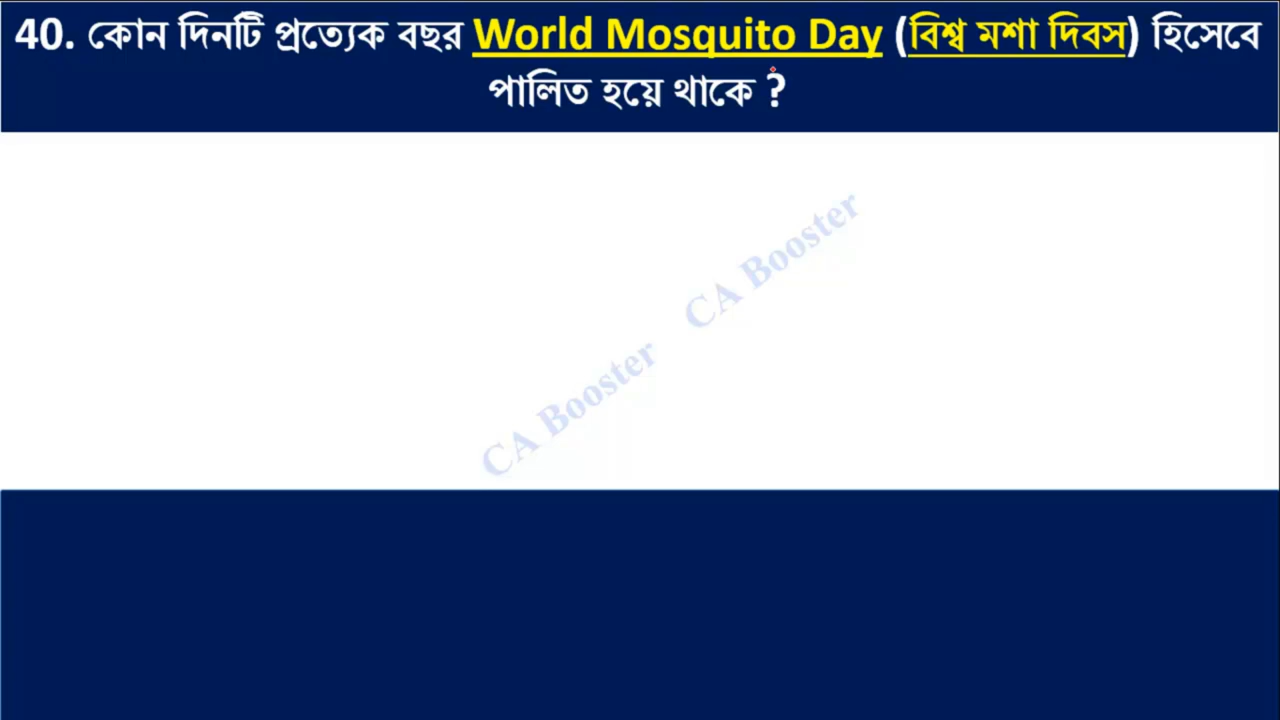 40. কোন দিনটি প্রত্যেক বছর World Mosquito Day (বিশ্ব মশা দিবস) হিসেবে
পালিত হয়ে থাকে ?
CA Booster
CA Booster